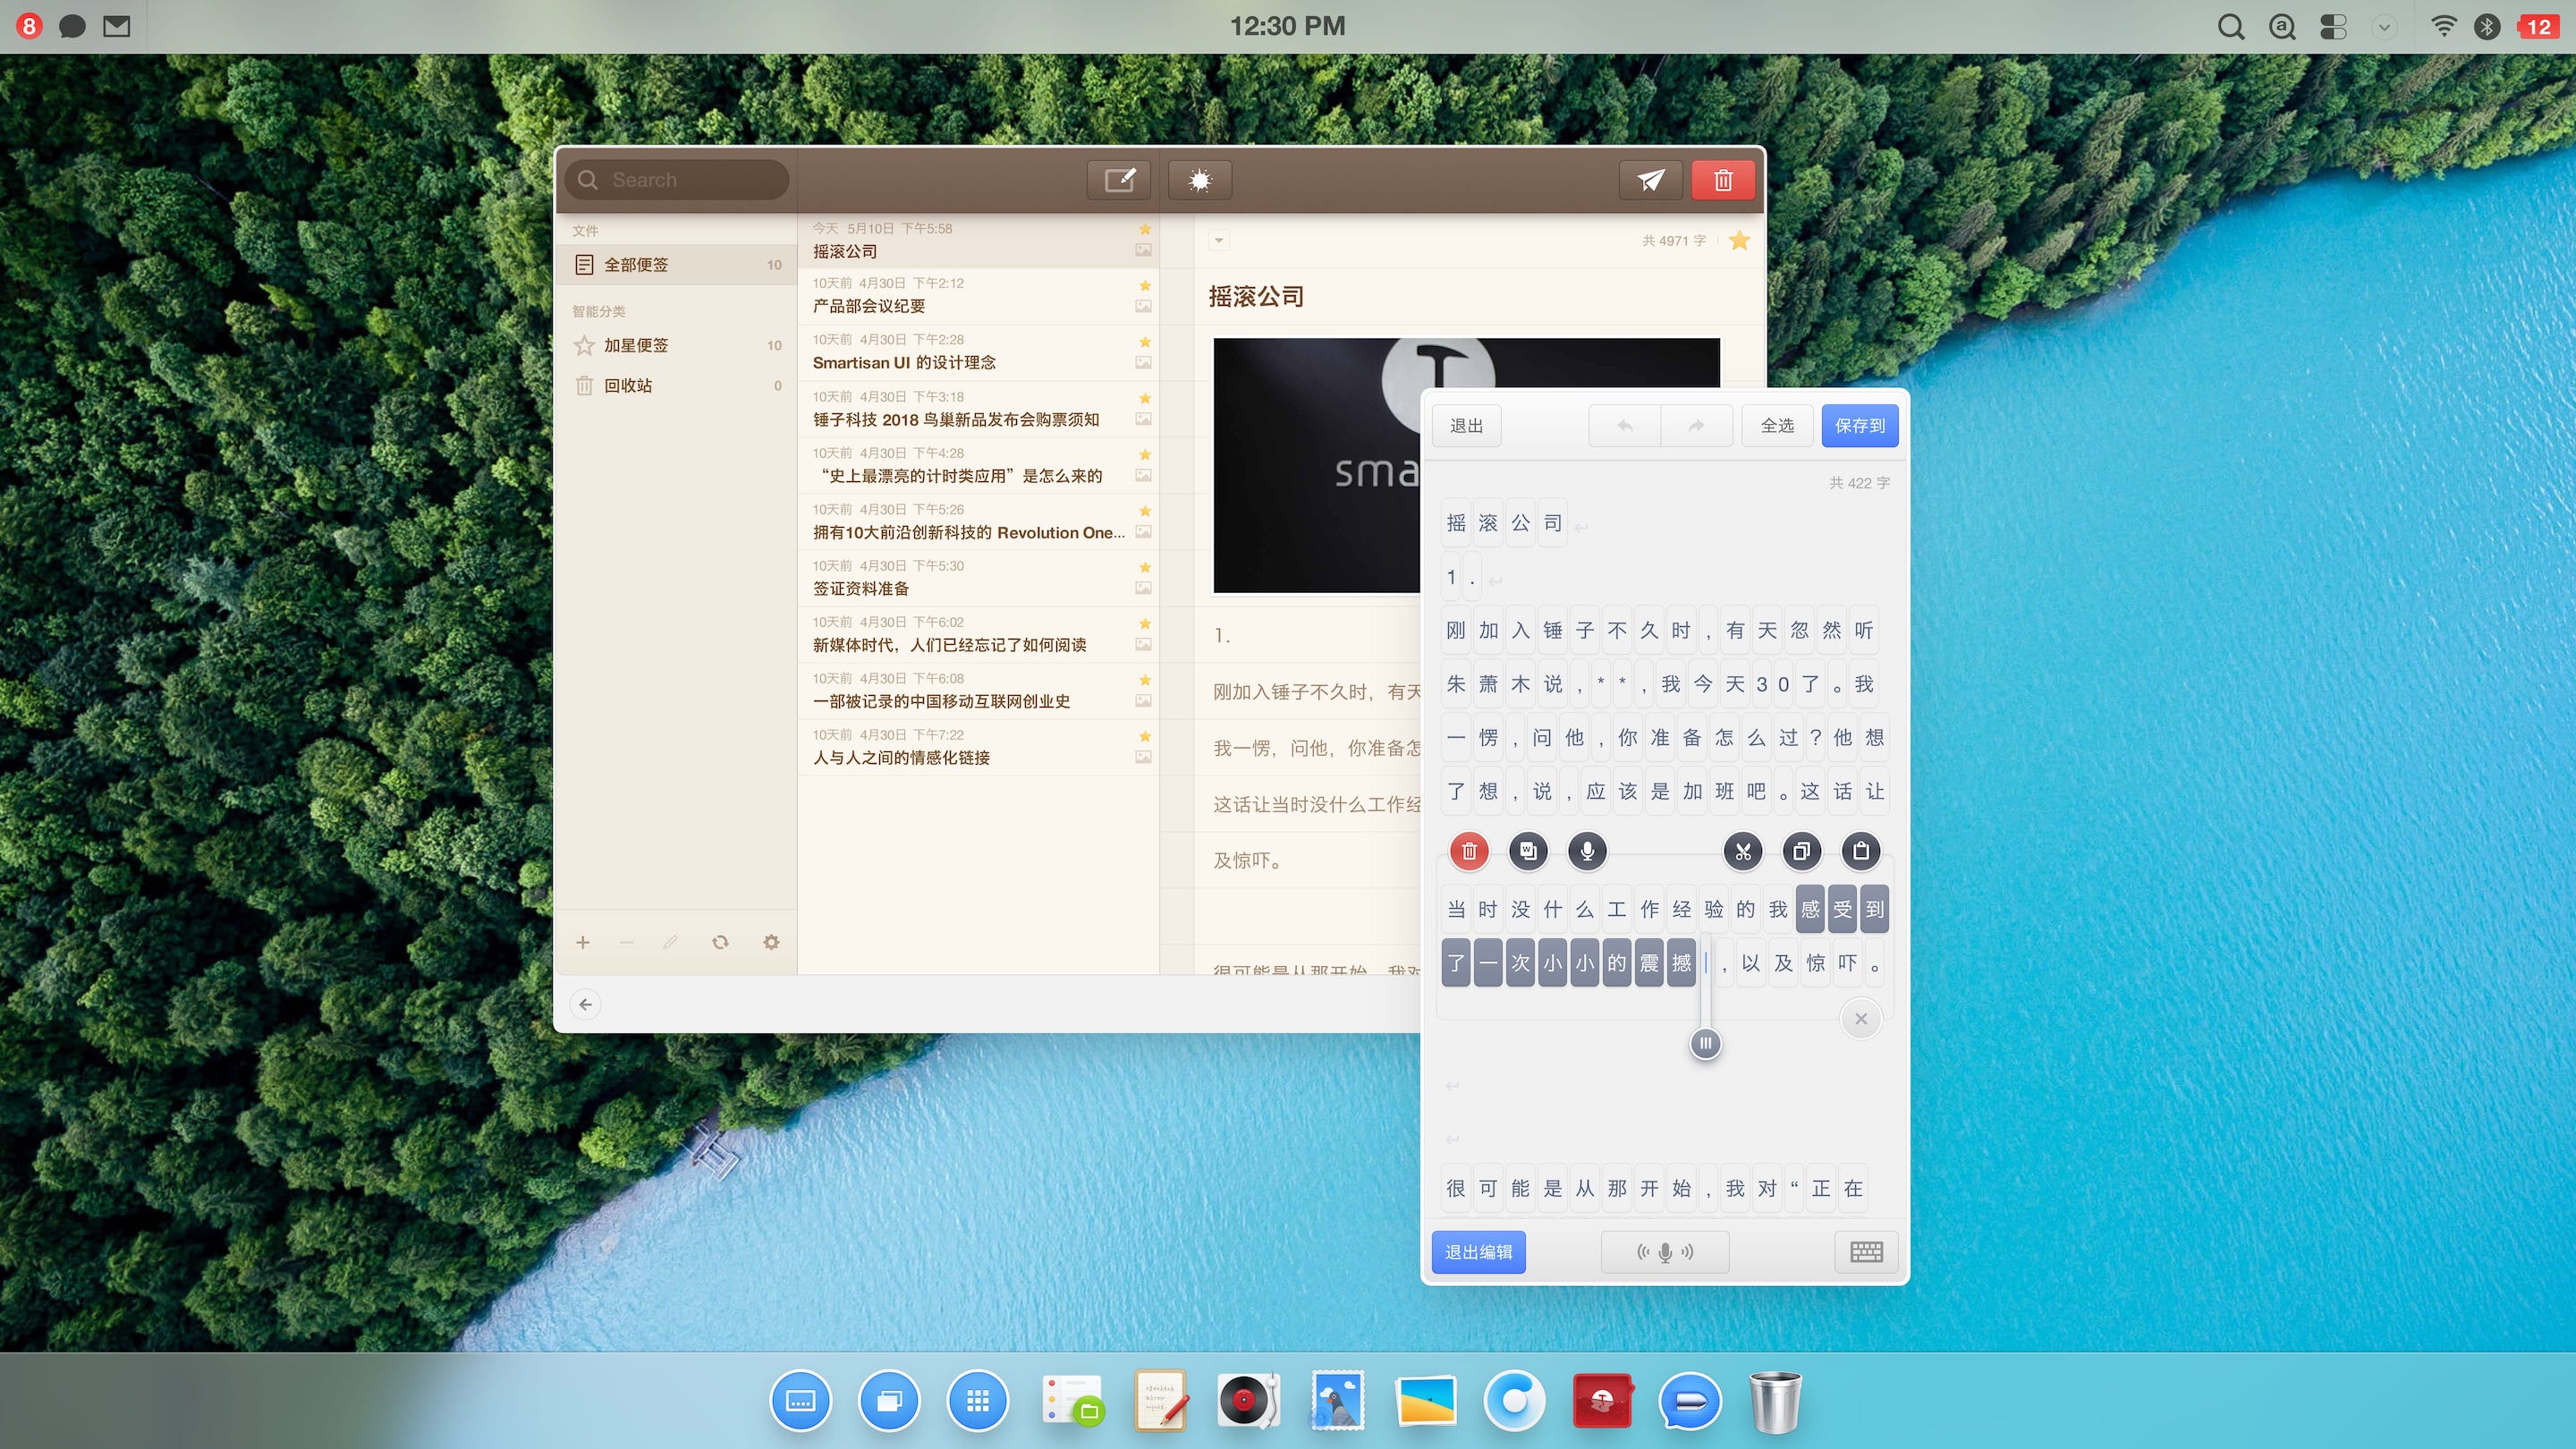 8
12:30 PM
12
Search
文件
全部便签 10
智能分类
加星便签 10
回收站 0
今天 5月10日 下午5:58
摇滚公司
10天前 4月30日 下午2:12
产品部会议纪要
10天前 4月30日 下午2:28
Smartisan UI 的设计理念
10天前 4月30日 下午3:18
锤子科技 2018 鸟巢新品发布会购票须知
10天前 4月30日 下午4:28
“史上最漂亮的计时类应用”是怎么来的
10天前 4月30日 下午5:26
拥有10大前沿创新科技的 Revolution One...
10天前 4月30日 下午5:30
签证资料准备
10天前 4月30日 下午6:02
新媒体时代，人们已经忘记了如何阅读
10天前 4月30日 下午6:08
一部被记录的中国移动互联网创业史
10天前 4月30日 下午7:22
人与人之间的情感化链接
共 4971 字
摇滚公司
sma
1.
刚加入锤子不久时，有天
我一愣，问他，你准备怎
这话让当时没什么工作经
及惊吓。
很可能是从那开始，我对
退出
全选
保存到
共 422 字
摇滚公司
1.
刚加入锤子不久时，有天忽然听
朱萧木说，**，我今天30了。我
一愣，问他，你准备怎么过？他想
了想，说，应该是加班吧。这话让
当时没什么工作经验的我感受到
了一次小小的震撼，以及惊吓。
很可能是从那开始，我对“正在
退出编辑